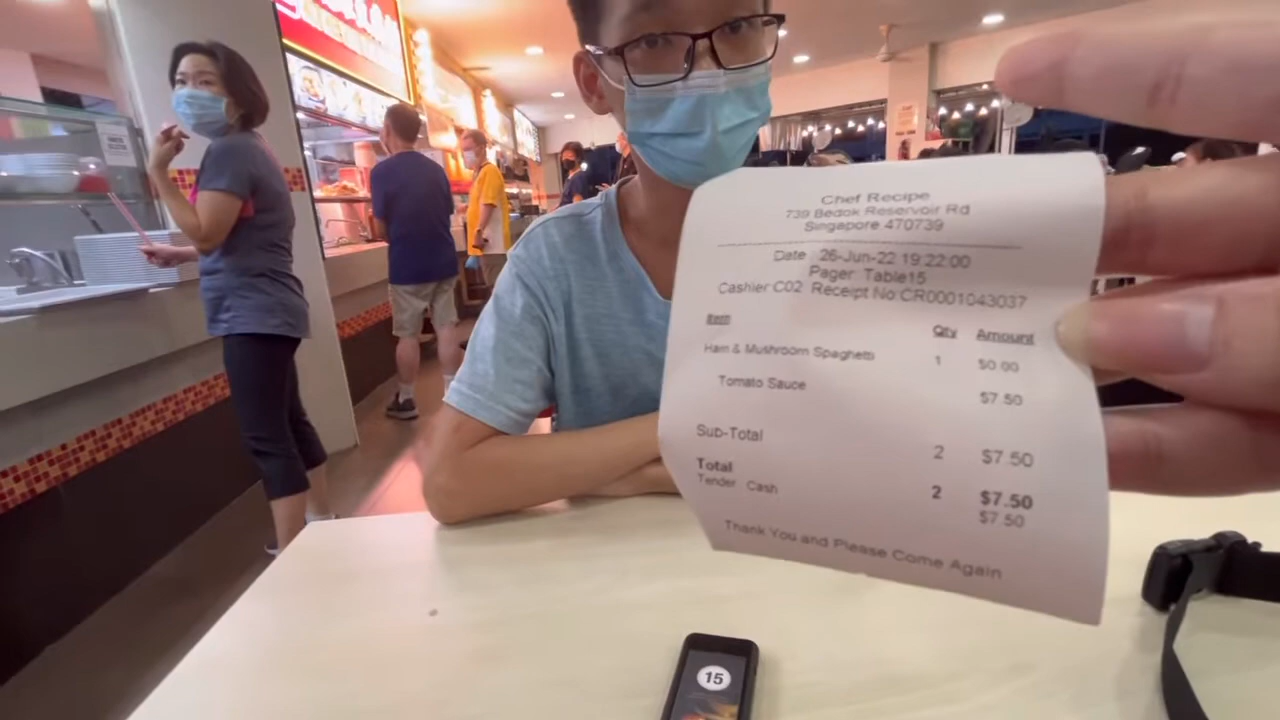 Chef Recipe
739 Bedok Reservoir Rd
Singapore 470739
Date 26-Jun-22 19:22:00
Pager Table15
Cashier C02 Receipt No CR0001043037
Item Qty Amount
Ham & Mushroom Spaghetti 1 $0.00
Tomato Sauce $7.50
Sub-Total 2 $7.50
Total 2 $7.50
Tender Cash $7.50
Thank You and Please Come Again
15